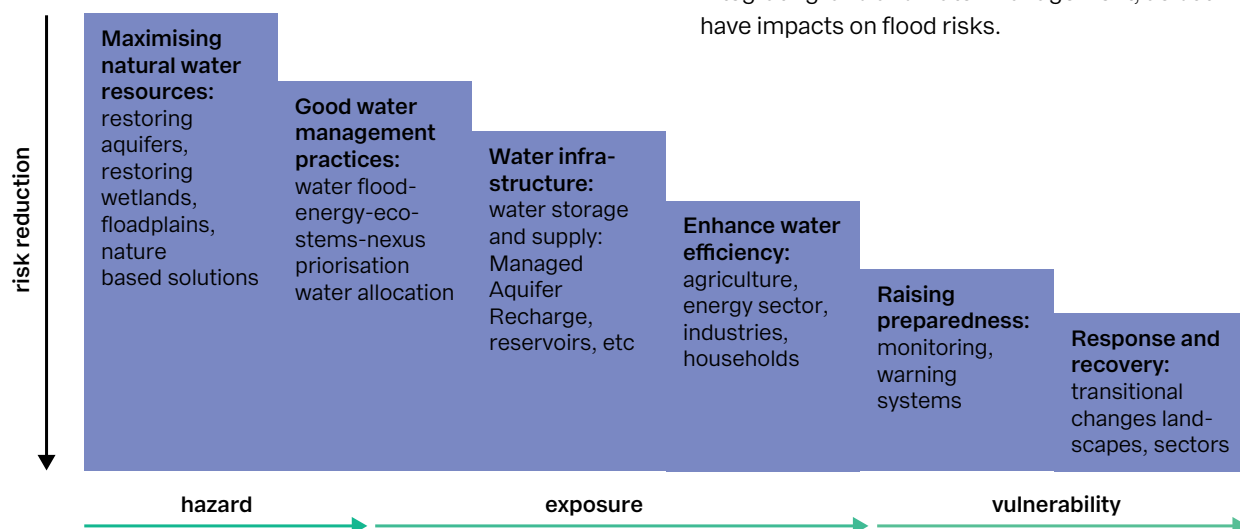 have impacts on flood risks.
risk reduction
Maximising
natural water
resources:
restoring
aquifers,
restoring
wetlands,
floadplains,
nature
based solutions
Good water
management
practices:
water flood-
energy-eco-
stems-nexus
priorisation
water allocation
Water infra-
structure:
water storage
and supply:
Managed
Aquifer
Recharge,
reservoirs, etc
Enhance water
efficiency:
agriculture,
energy sector,
industries,
households
Raising
preparedness:
monitoring,
warning
systems
Response and
recovery:
transitional
changes land-
scapes, sectors
hazard
exposure
vulnerability